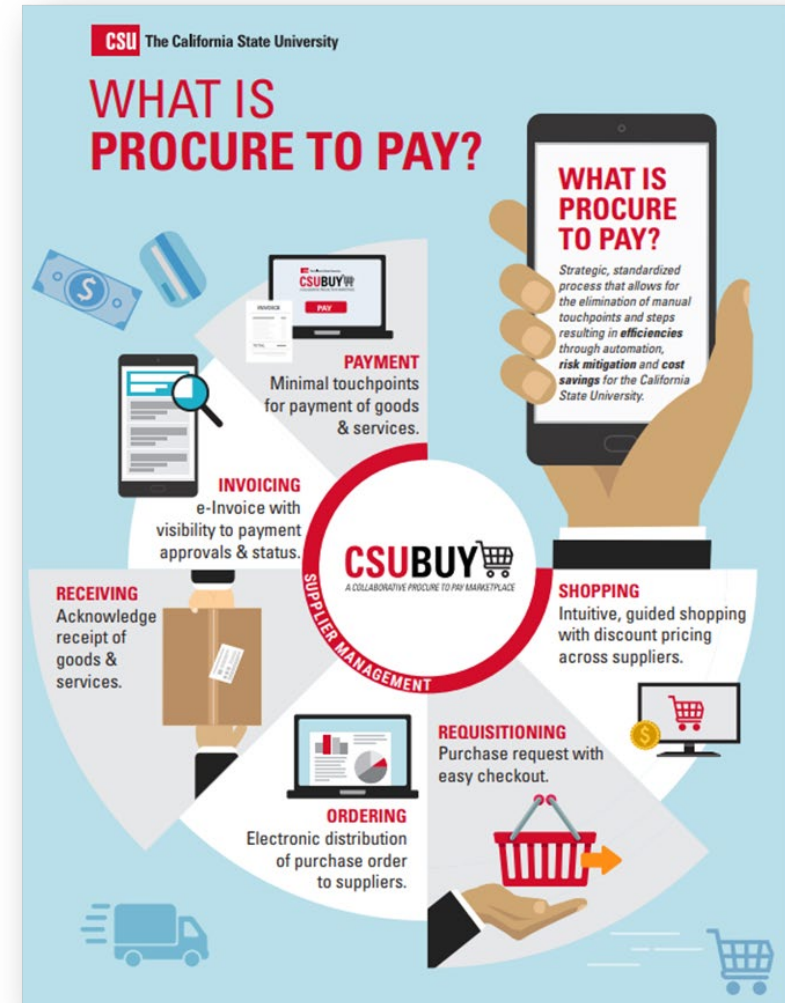 CSU The California State University
WHAT IS
PROCURE TO PAY?
WHAT IS
PROCURE
TO PAY?
Strategic, standardized
process that allows for
the elimination of manual
touchpoints and steps
resulting in efficiencies
through automation,
risk mitigation and cost
savings for the California
State University.
CSUBUY
PAY
INVOICE
PAYMENT
Minimal touchpoints
for payment of goods
& services.
INVOICING
e-Invoice with
visibility to payment
approvals & status.
RECEIVING
Acknowledge
receipt of
goods &
services.
CSUBUY
A COLLABORATIVE PROCURE TO PAY MARKETPLACE
SUPPLIER MANAGEMENT
SHOPPING
Intuitive, guided shopping
with discount pricing
across suppliers.
REQUISITIONING
Purchase request with
easy checkout.
ORDERING
Electronic distribution
of purchase order
to suppliers.